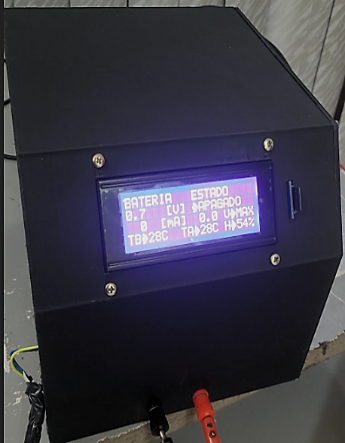 BATERIA ESTADO
0.7 [V] APAGADO
0 [mA] 0.0 V MAX
TB 28C TA 28C H 54%